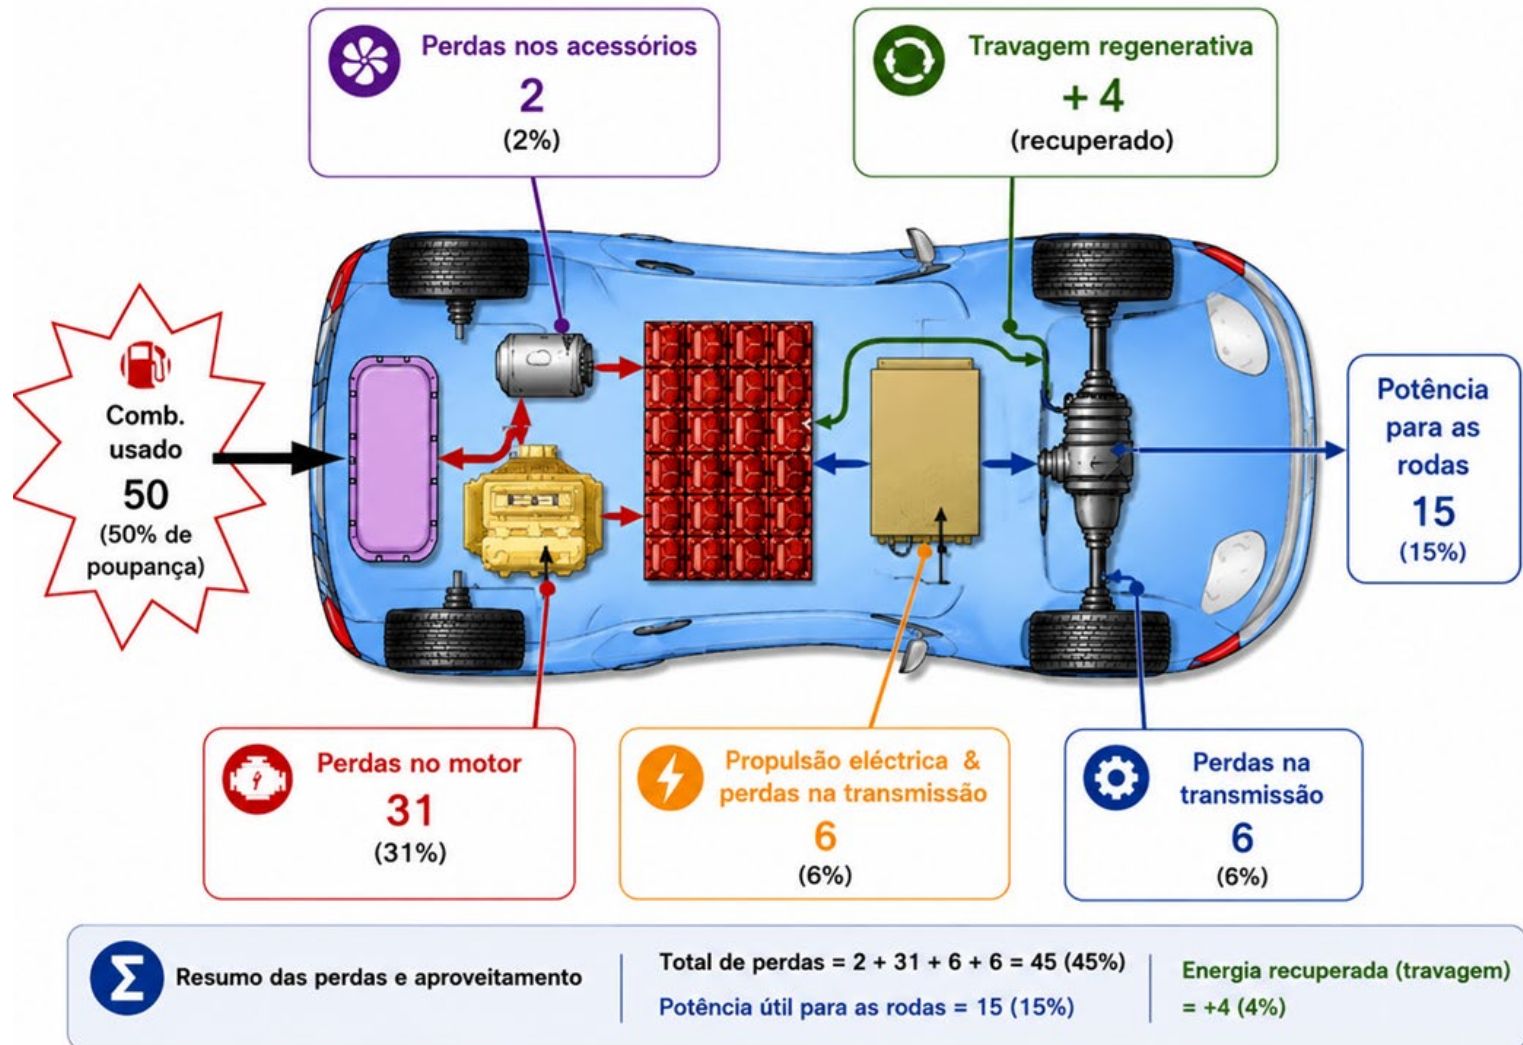 Perdas nos acessórios
2
(2%)
Travagem regenerativa
+ 4
(recuperado)
Comb.
usado
50
(50% de
poupança)
Potência
para as
rodas
15
(15%)
Perdas no motor
31
(31%)
Propulsão eléctrica &
perdas na transmissão
6
(6%)
Perdas na
transmissão
6
(6%)
Σ
Resumo das perdas e aproveitamento
Total de perdas = 2 + 31 + 6 + 6 = 45 (45%)
Potência útil para as rodas = 15 (15%)
Energia recuperada (travagem)
= +4 (4%)